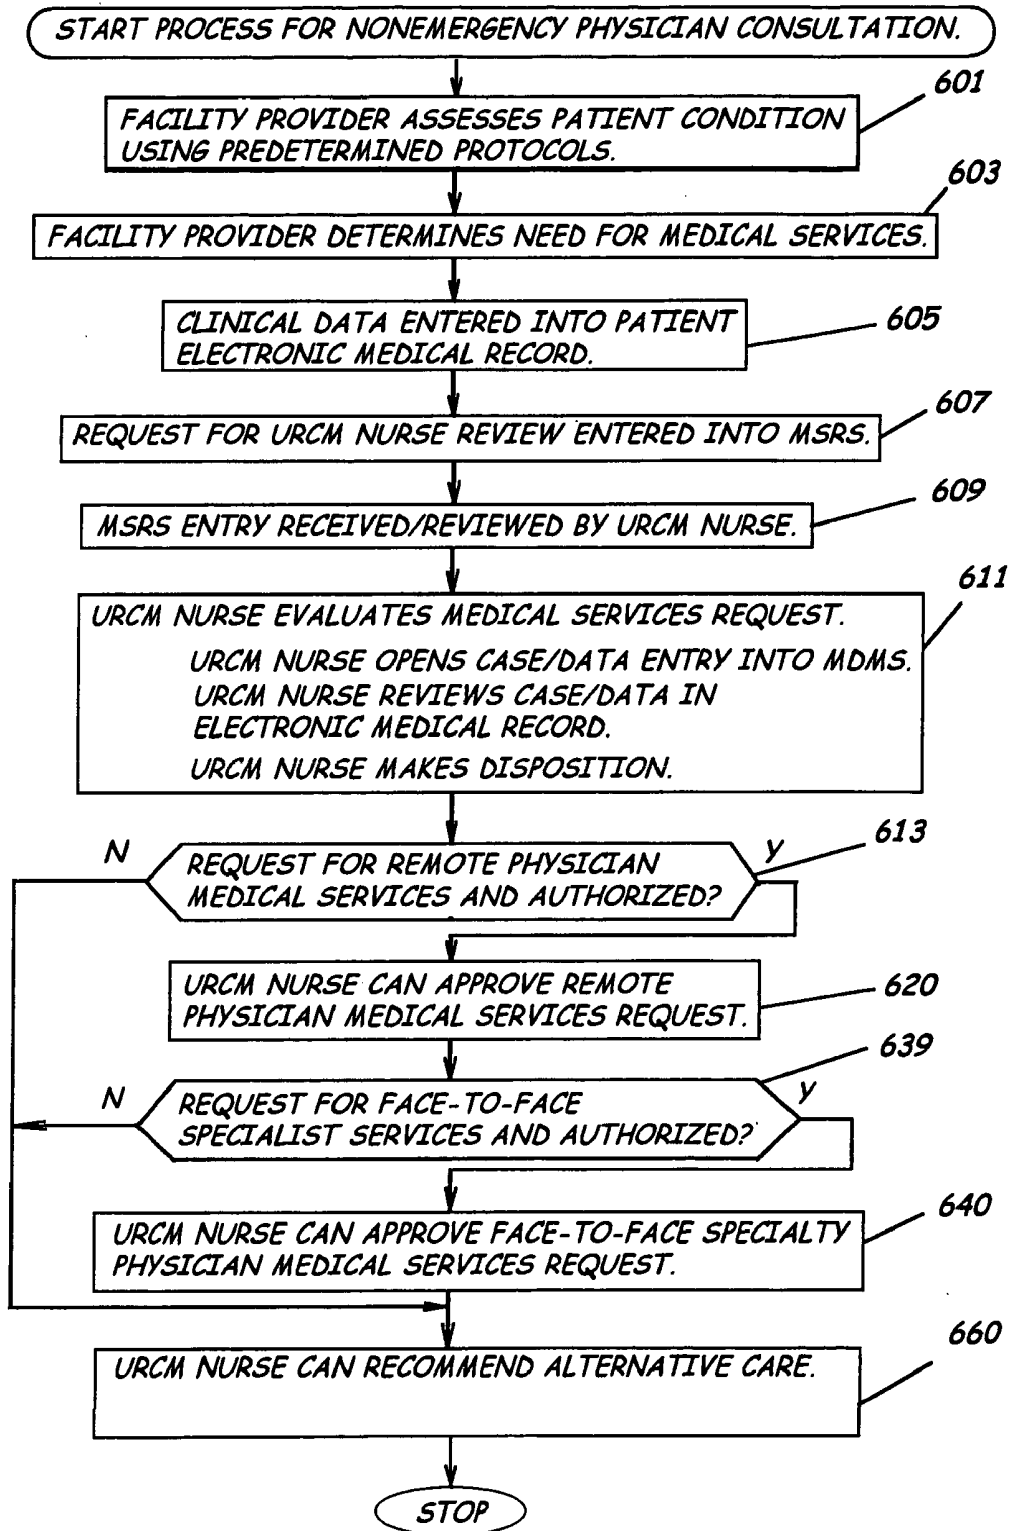 START PROCESS FOR NONEMERGENCY PHYSICIAN CONSULTATION.
601
FACILITY PROVIDER ASSESSES PATIENT CONDITION
USING PREDETERMINED PROTOCOLS.
603
FACILITY PROVIDER DETERMINES NEED FOR MEDICAL SERVICES.
CLINICAL DATA ENTERED INTO PATIENT
ELECTRONIC MEDICAL RECORD.
605
607
REQUEST FOR URCM NURSE REVIEW ENTERED INTO MSRS.
609
MSRS ENTRY RECEIVED/REVIEWED BY URCM NURSE.
611
URCM NURSE EVALUATES MEDICAL SERVICES REQUEST.
URCM NURSE OPENS CASE/DATA ENTRY INTO MDMS.
URCM NURSE REVIEWS CASE/DATA IN
ELECTRONIC MEDICAL RECORD.
URCM NURSE MAKES DISPOSITION.
613
N
Y
REQUEST FOR REMOTE PHYSICIAN
MEDICAL SERVICES AND AUTHORIZED?
URCM NURSE CAN APPROVE REMOTE
PHYSICIAN MEDICAL SERVICES REQUEST.
620
639
N
Y
REQUEST FOR FACE-TO-FACE
SPECIALIST SERVICES AND AUTHORIZED?
640
URCM NURSE CAN APPROVE FACE-TO-FACE SPECIALTY
PHYSICIAN MEDICAL SERVICES REQUEST.
660
URCM NURSE CAN RECOMMEND ALTERNATIVE CARE.
STOP